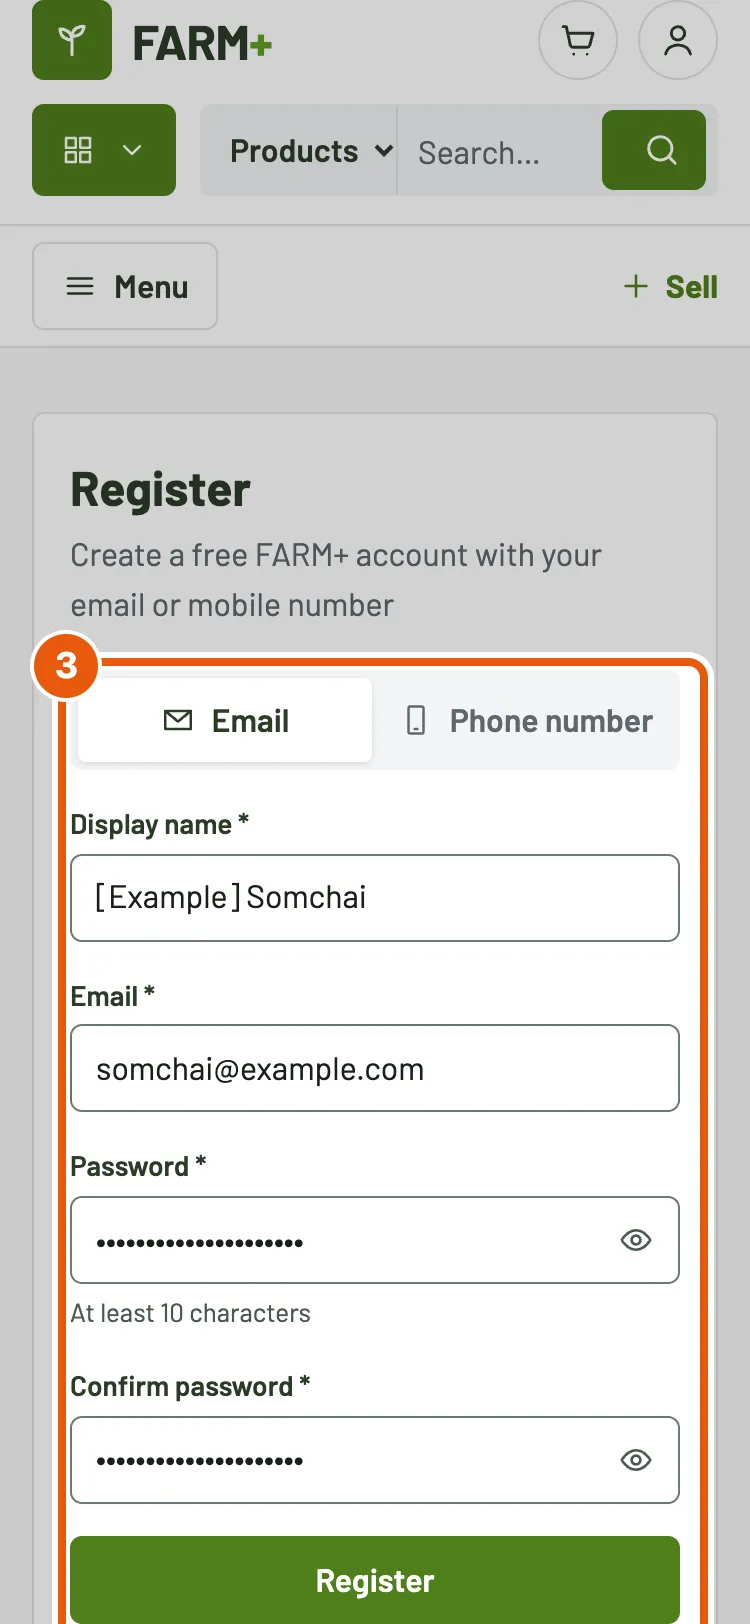 FARM+
Products
Search...
Menu
+ Sell
Register
Create a free FARM+ account with your
email or mobile number
3
Email
Phone number
Display name *
[Example] Somchai
Email *
somchai@example.com
Password *
•••••••••••••••••••••
At least 10 characters
Confirm password *
•••••••••••••••••••••
Register